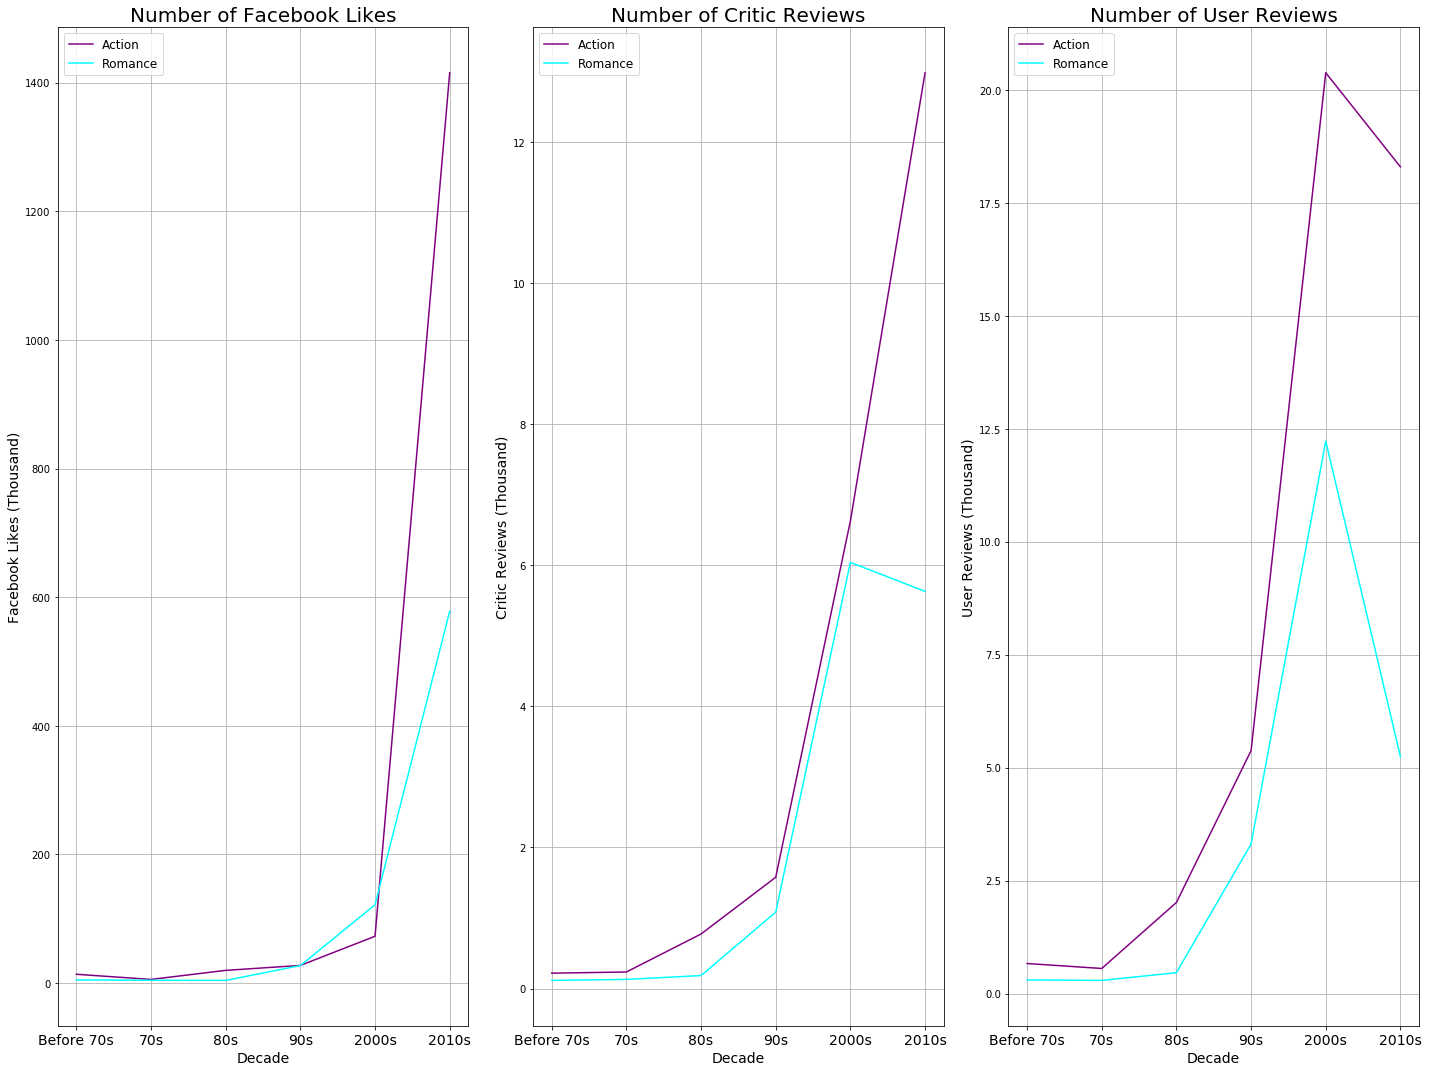 Number of Facebook Likes
Action
Romance
1400
1200
1000
800
600
400
200
0
Facebook Likes (Thousand)
Before 70s 70s 80s 90s 2000s 2010s
Decade
Number of Critic Reviews
Action
Romance
12
10
8
6
4
2
0
Critic Reviews (Thousand)
Before 70s 70s 80s 90s 2000s 2010s
Decade
Number of User Reviews
Action
Romance
20.0
17.5
15.0
12.5
10.0
7.5
5.0
2.5
0.0
User Reviews (Thousand)
Before 70s 70s 80s 90s 2000s 2010s
Decade